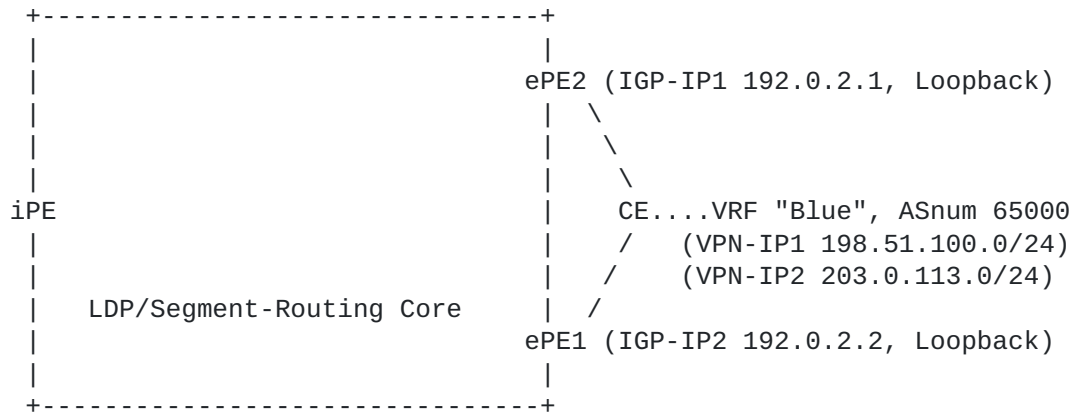 ePE2 (IGP-IP1 192.0.2.1, Loopback)
iPE
CE....VRF "Blue", ASnum 65000
(VPN-IP1 198.51.100.0/24)
(VPN-IP2 203.0.113.0/24)
LDP/Segment-Routing Core
ePE1 (IGP-IP2 192.0.2.2, Loopback)